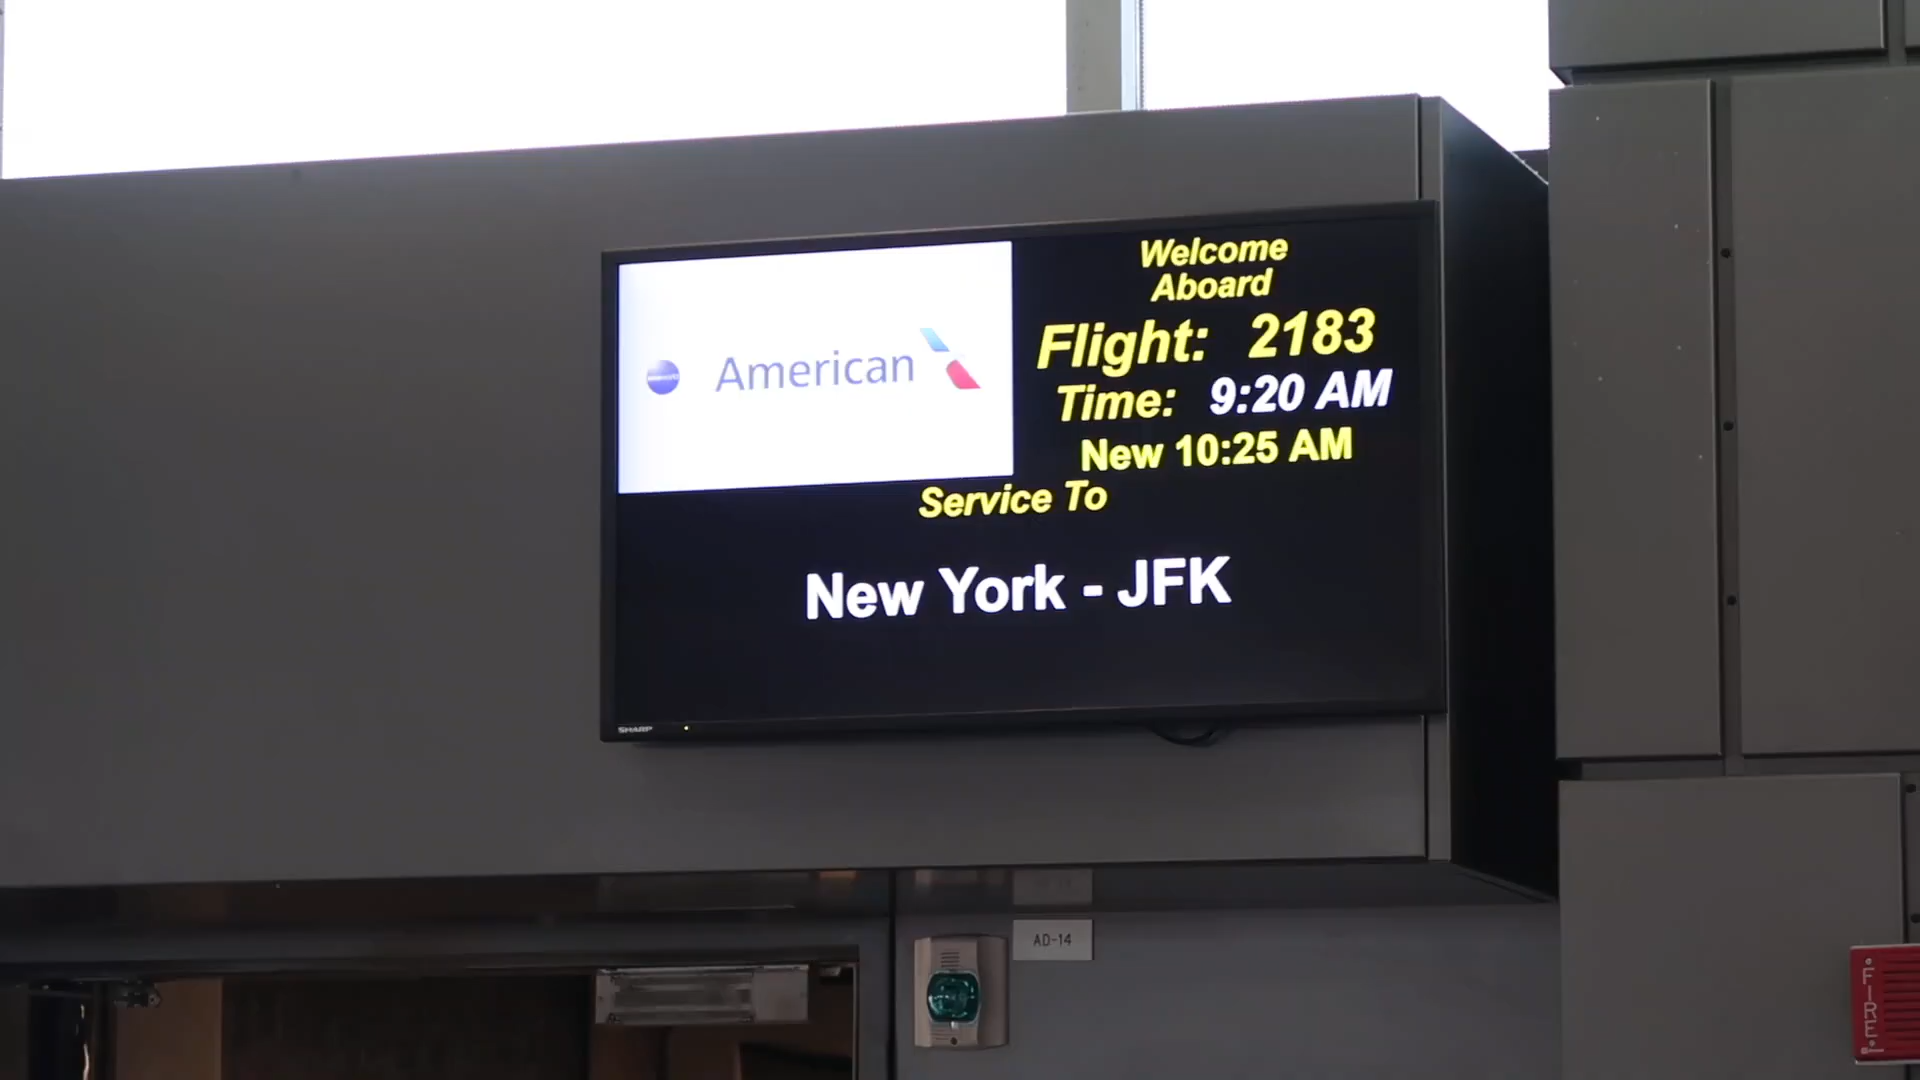 American
Welcome
Aboard
Flight: 2183
Time: 9:20 AM
New 10:25 AM
Service To
New York - JFK
SHARP
AD-14
FIRE